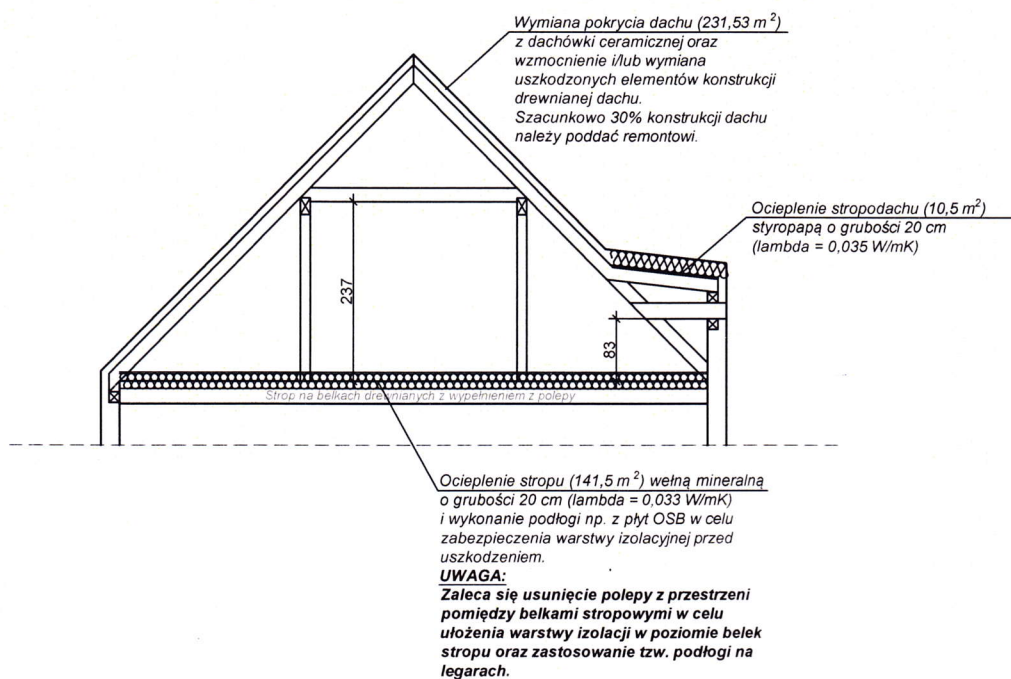 Wymiana pokrycia dachu (231,53 m²)
z dachówki ceramicznej oraz
wzmocnienie i/lub wymiana
uszkodzonych elementów konstrukcji
drewnianej dachu.
Szacunkowo 30% konstrukcji dachu
należy poddać remontowi.
Ocieplenie stropodachu (10,5 m²)
styropapą o grubości 20 cm
(lambda = 0,035 W/mK)
237
83
Strop na belkach drewnianych z wypełnieniem z polepy
Ocieplenie stropu (141,5 m²) wełną mineralną
o grubości 20 cm (lambda = 0,033 W/mK)
i wykonanie podłogi np. z płyt OSB w celu
zabezpieczenia warstwy izolacyjnej przed
uszkodzeniem.
UWAGA:
Zaleca się usunięcie polepy z przestrzeni
pomiędzy belkami stropowymi w celu
ułożenia warstwy izolacji w poziomie belek
stropu oraz zastosowanie tzw. podłogi na
legarach.